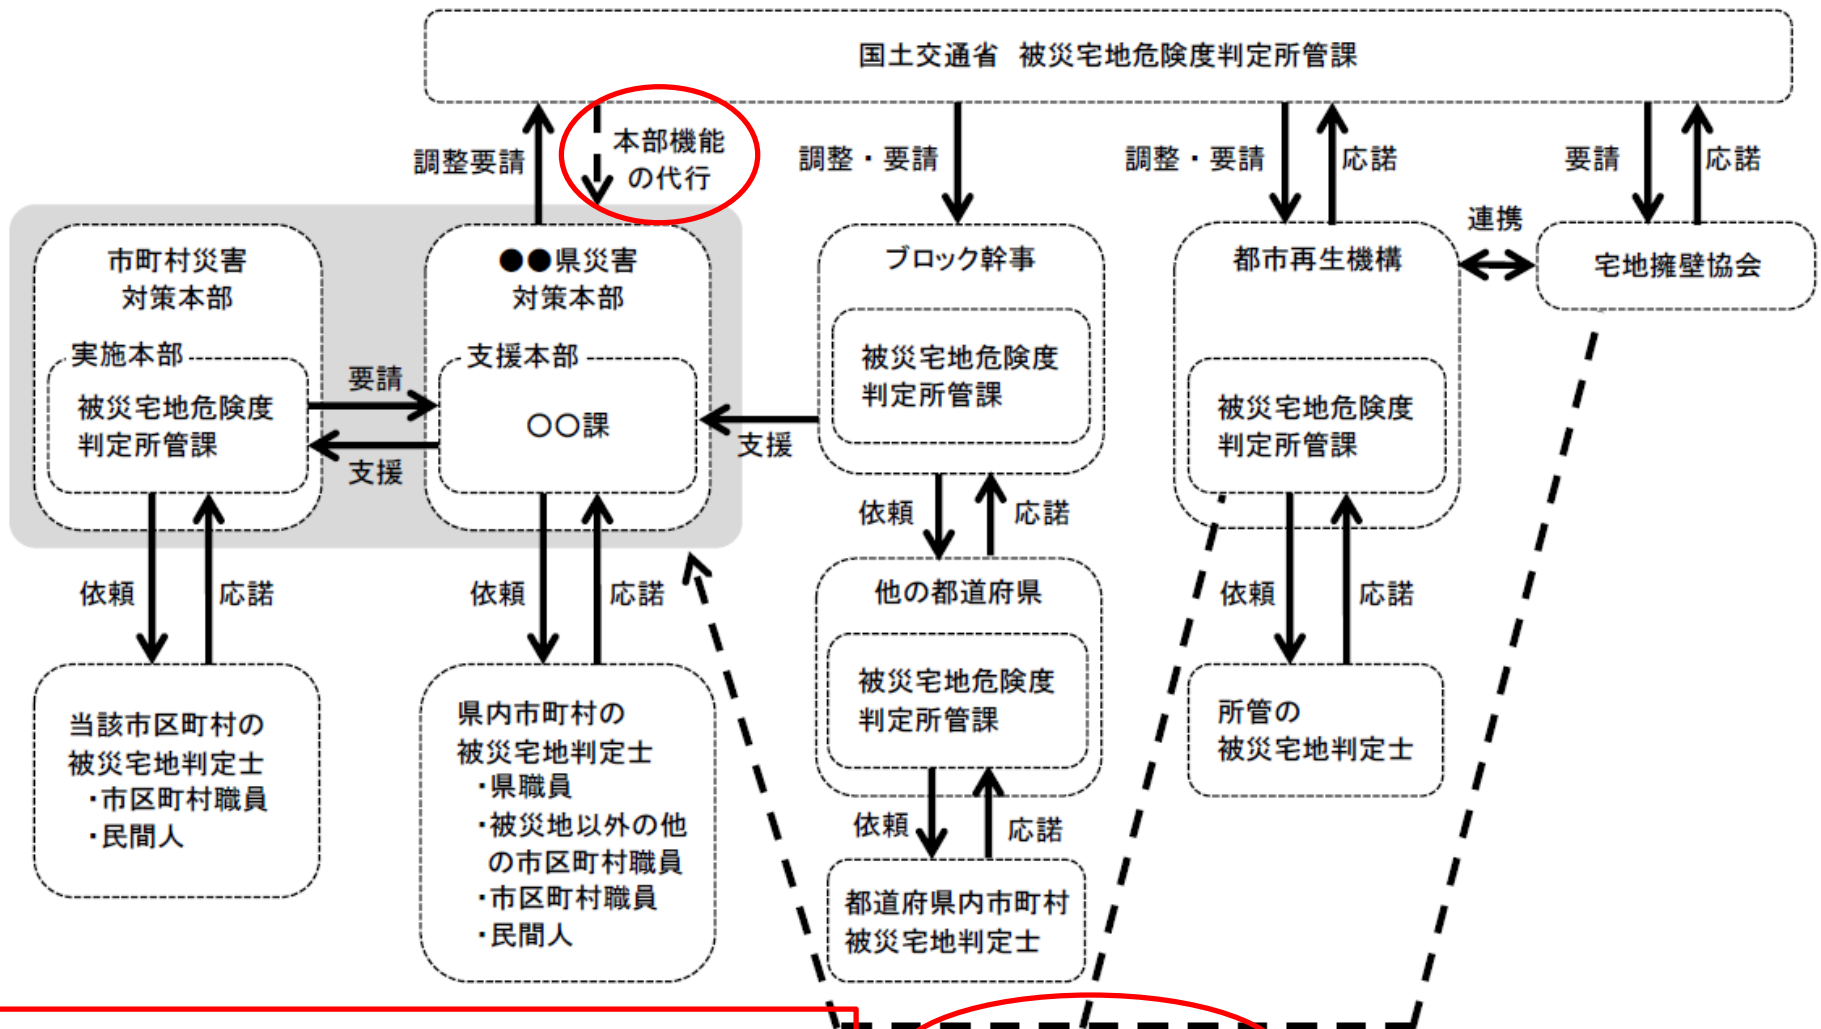 国土交通省　被災宅地危険度判定所管課
調整要請
本部機能
の代行
調整・要請
調整・要請
応諾
要請
応諾
連携
市町村災害
対策本部
実施本部
被災宅地危険度
判定所管課
要請
支援
●●県災害
対策本部
支援本部
〇〇課
支援
ブロック幹事
被災宅地危険度
判定所管課
都市再生機構
被災宅地危険度
判定所管課
宅地擁壁協会
依頼
応諾
依頼
応諾
依頼
応諾
依頼
応諾
他の都道府県
被災宅地危険度
判定所管課
依頼
応諾
当該市区町村の
被災宅地判定士
・市区町村職員
・民間人
県内市町村の
被災宅地判定士
・県職員
・被災地以外の他
の市区町村職員
・市区町村職員
・民間人
都道府県内市町村
被災宅地判定士
所管の
被災宅地判定士